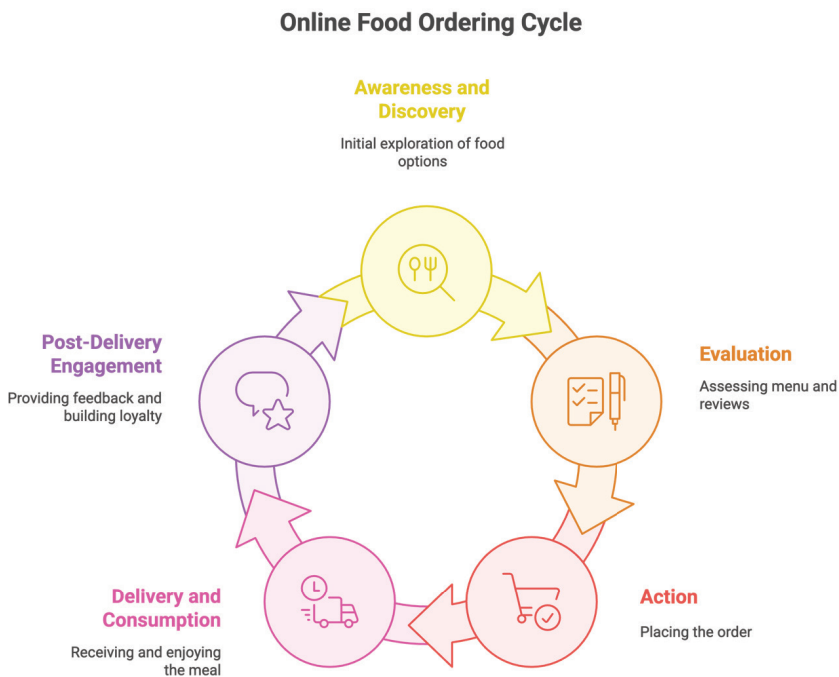 Online Food Ordering Cycle
Awareness and
Discovery
Initial exploration of food
options
Evaluation
Assessing menu and
reviews
Action
Placing the order
Delivery and
Consumption
Receiving and enjoying
the meal
Post-Delivery
Engagement
Providing feedback and
building loyalty